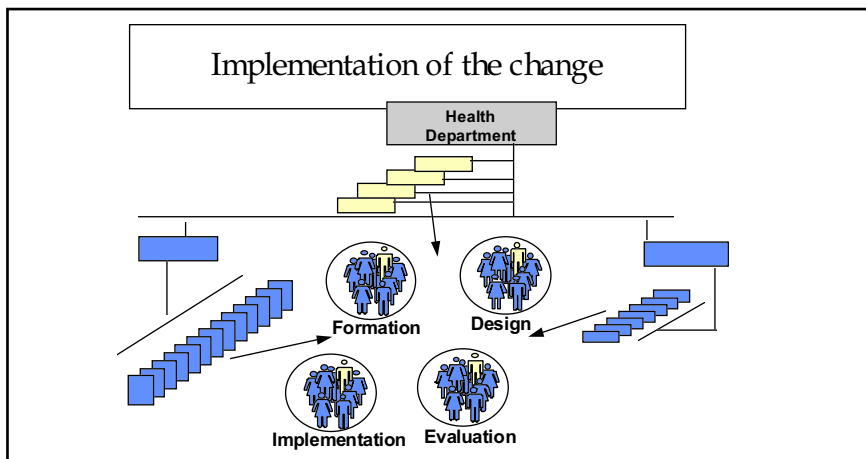 Implementation of the change
Health
Department
Formation
Design
Implementation
Evaluation